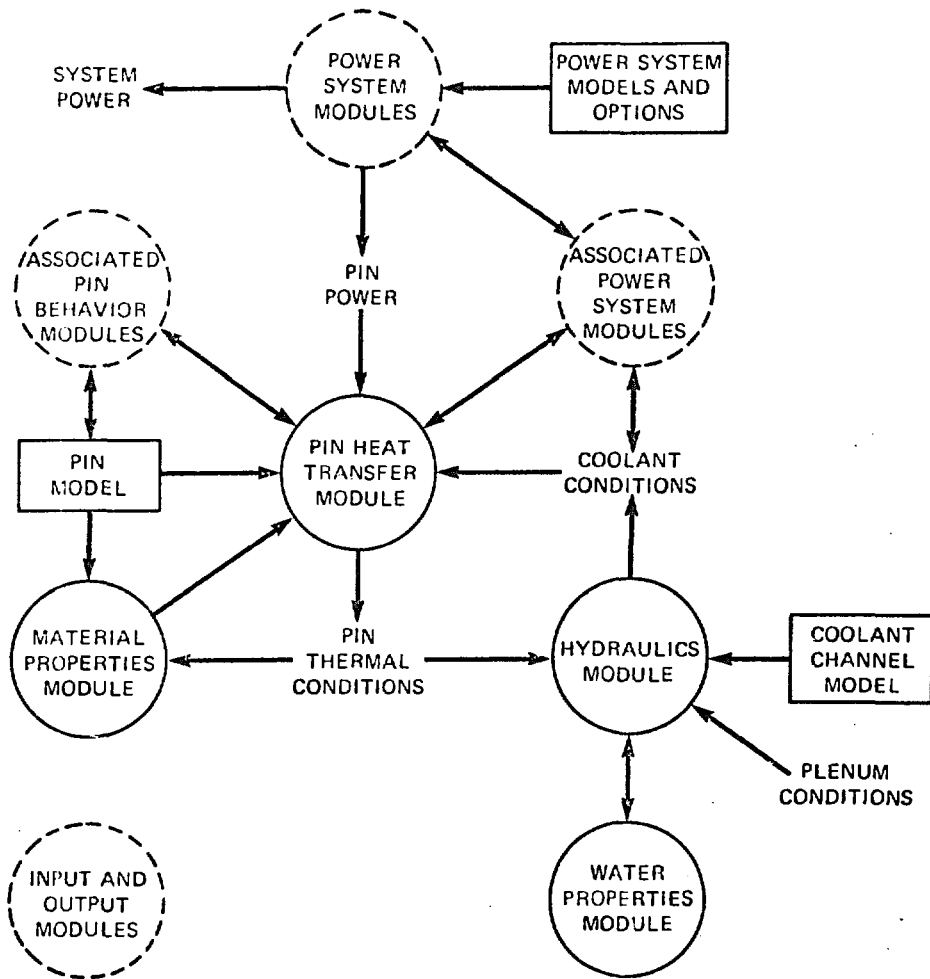 POWER
SYSTEM
MODULES
SYSTEM
POWER
POWER SYSTEM
MODELS AND
OPTIONS
ASSOCIATED
PIN
BEHAVIOR
MODULES
PIN
POWER
ASSOCIATED
POWER
SYSTEM
MODULES
PIN
MODEL
PIN HEAT
TRANSFER
MODULE
COOLANT
CONDITIONS
MATERIAL
PROPERTIES
MODULE
PIN
THERMAL
CONDITIONS
HYDRAULICS
MODULE
COOLANT
CHANNEL
MODEL
PLENUM
CONDITIONS
INPUT AND
OUTPUT
MODULES
WATER
PROPERTIES
MODULE